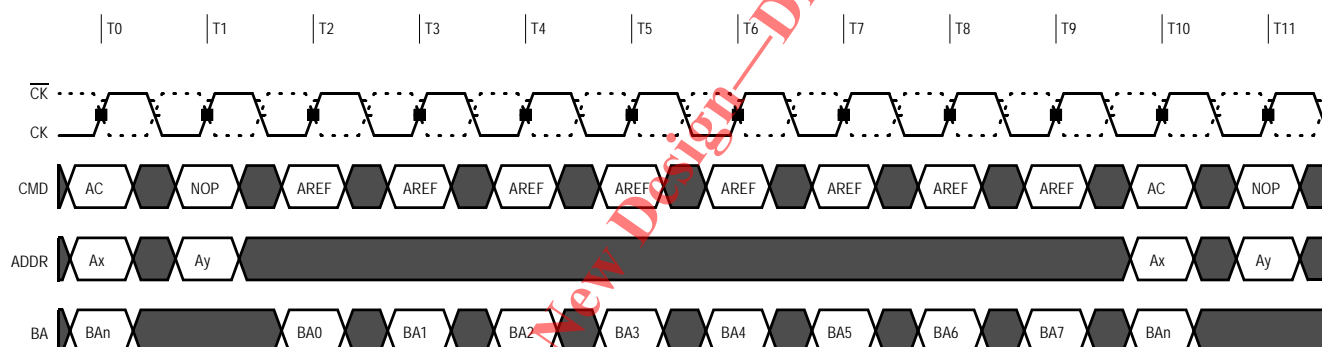 T0 T1 T2 T3 T4 T5 T6 T7 T8 T9 T10 T11
CK
CK
CMD AC NOP AREF AREF AREF AREF AREF AREF AREF AREF AC NOP
ADDR Ax Ay Ax Ay
BA BAn BA0 BA1 BA2 BA3 BA4 BA5 BA6 BA7 BAn
New Design—D